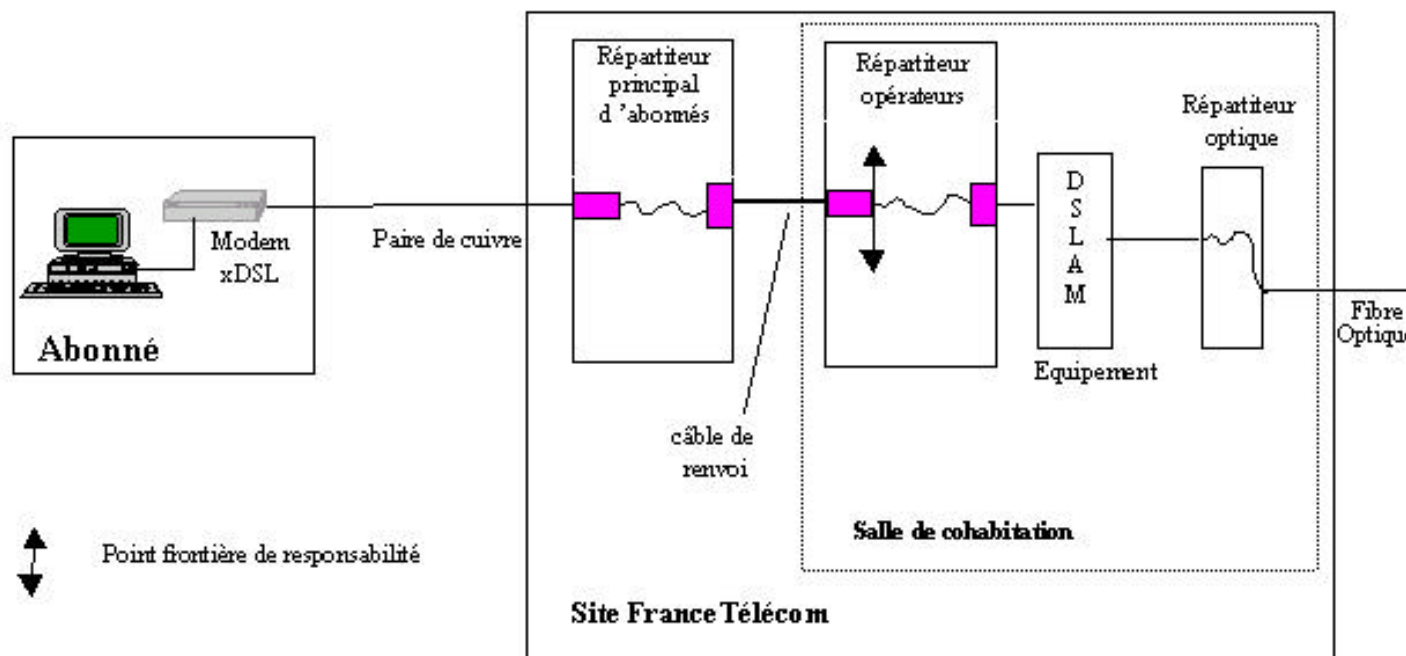 Répartiteur
principal
d 'abonnés
Répartiteur
opérateurs
Répartiteur
optique
D
S
L
A
M
Modem
xDSL
Paire de cuivre
Abonné
Equipement
Fibre
Optique
câble de
renvoi
Salle de cohabitation
Point frontière de responsabilité
Site France Télécom